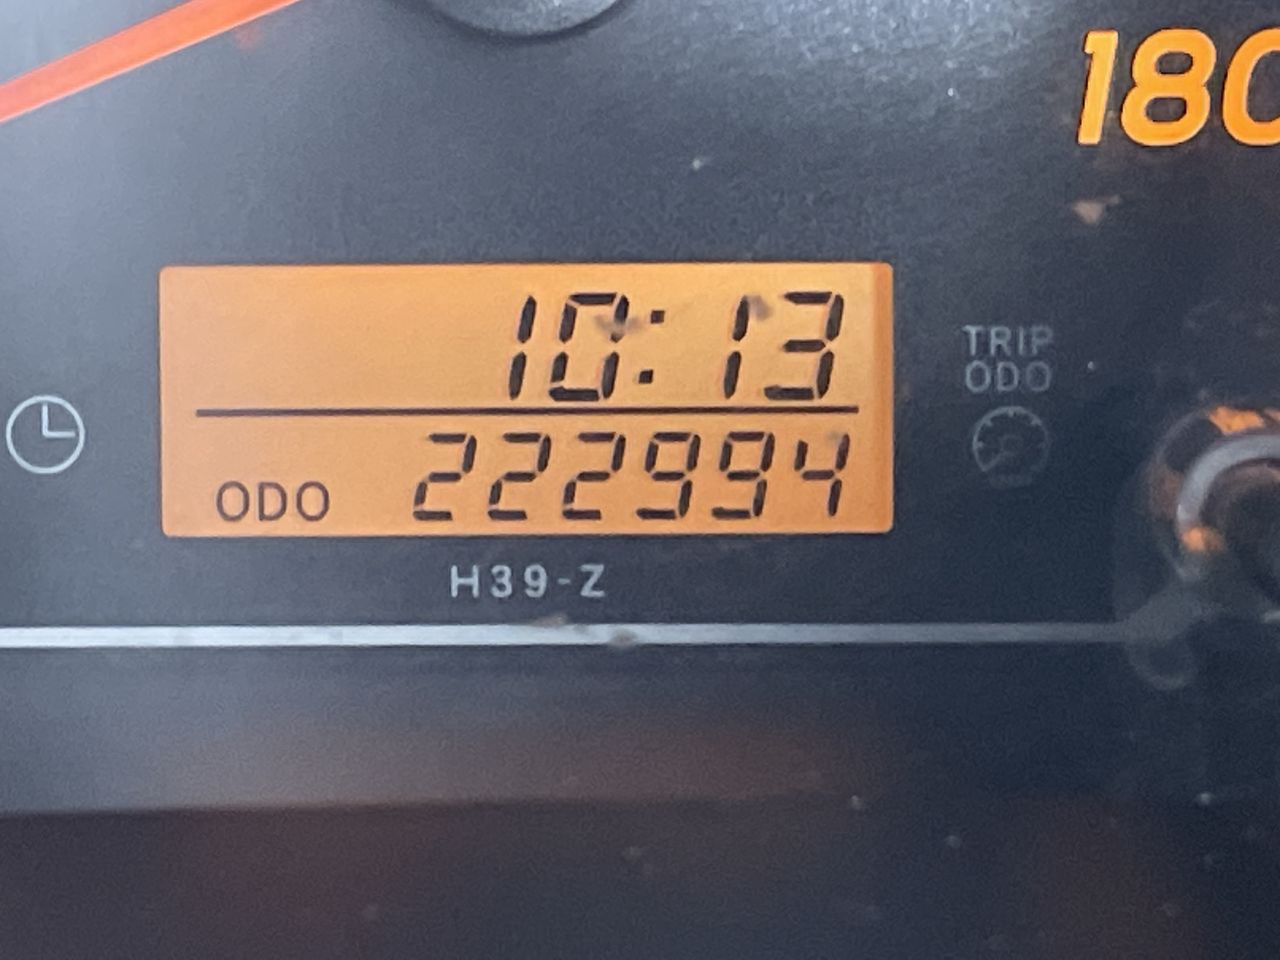 180
10:13
TRIP
ODO
ODO 222994
H39-Z